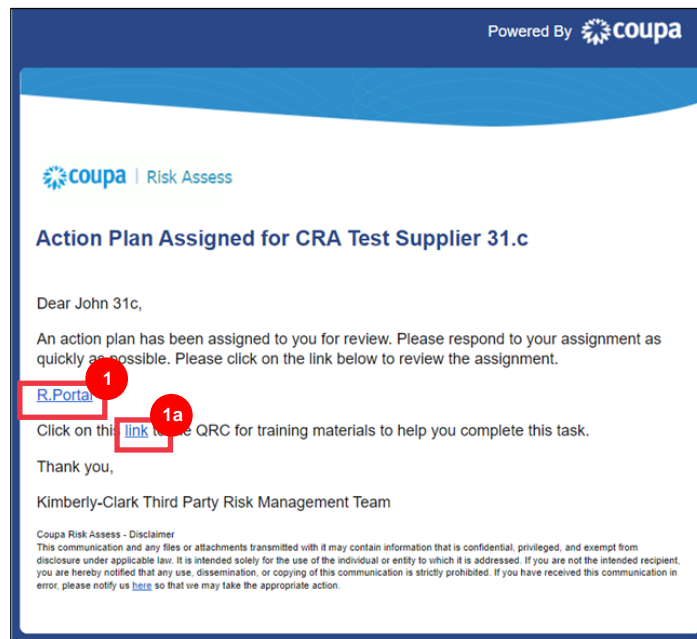 Powered By coupa
coupa | Risk Assess
Action Plan Assigned for CRA Test Supplier 31.c
Dear John 31c,
An action plan has been assigned to you for review. Please respond to your assignment as
quickly as possible. Please click on the link below to review the assignment.
1
R.Portal
1a
Click on this link to the QRC for training materials to help you complete this task.
Thank you,
Kimberly-Clark Third Party Risk Management Team
Coupa Risk Assess - Disclaimer
This communication and any files or attachments transmitted with it may contain information that is confidential, privileged, and exempt from
disclosure under applicable law. It is intended solely for the use of the individual or entity to which it is addressed. If you are not the intended recipient,
you are hereby notified that any use, dissemination, or copying of this communication is strictly prohibited. If you have received this communication in
error, please notify us here so that we may take the appropriate action.